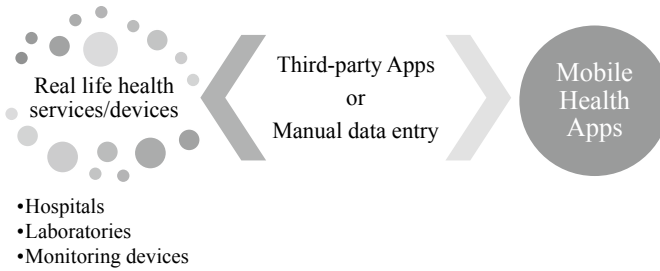 Real life health
services/devices
Third-party Apps
or
Manual data entry
Mobile
Health
Apps
•Hospitals
•Laboratories
•Monitoring devices